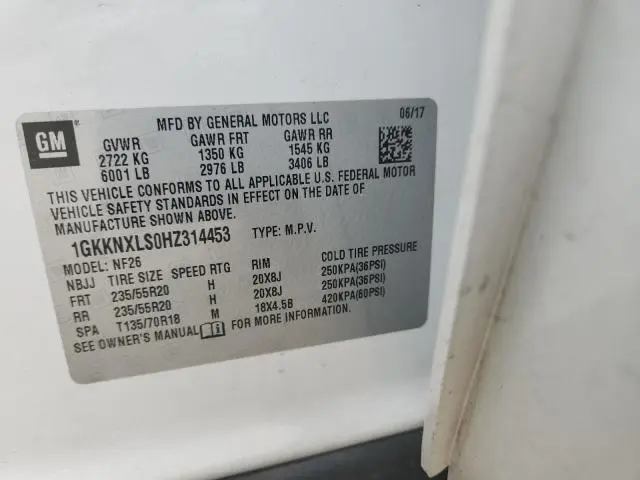 GM
MFD BY GENERAL MOTORS LLC 06/17
GVWR GAWR FRT GAWR RR
2722 KG 1350 KG 1545 KG
6001 LB 2976 LB 3406 LB
THIS VEHICLE CONFORMS TO ALL APPLICABLE U.S. FEDERAL MOTOR
VEHICLE SAFETY STANDARDS IN EFFECT ON THE DATE OF
MANUFACTURE SHOWN ABOVE.
1GKKNXLS0HZ314453 TYPE: M.P.V.
MODEL: NF26
NBJJ TIRE SIZE SPEED RTG RIM COLD TIRE PRESSURE
FRT 235/55R20 H 20X8J 250KPA(36PSI)
RR 235/55R20 H 20X8J 250KPA(36PSI)
SPA T135/70R18 M 18X4.5B 420KPA(60PSI)
SEE OWNER'S MANUAL FOR MORE INFORMATION.